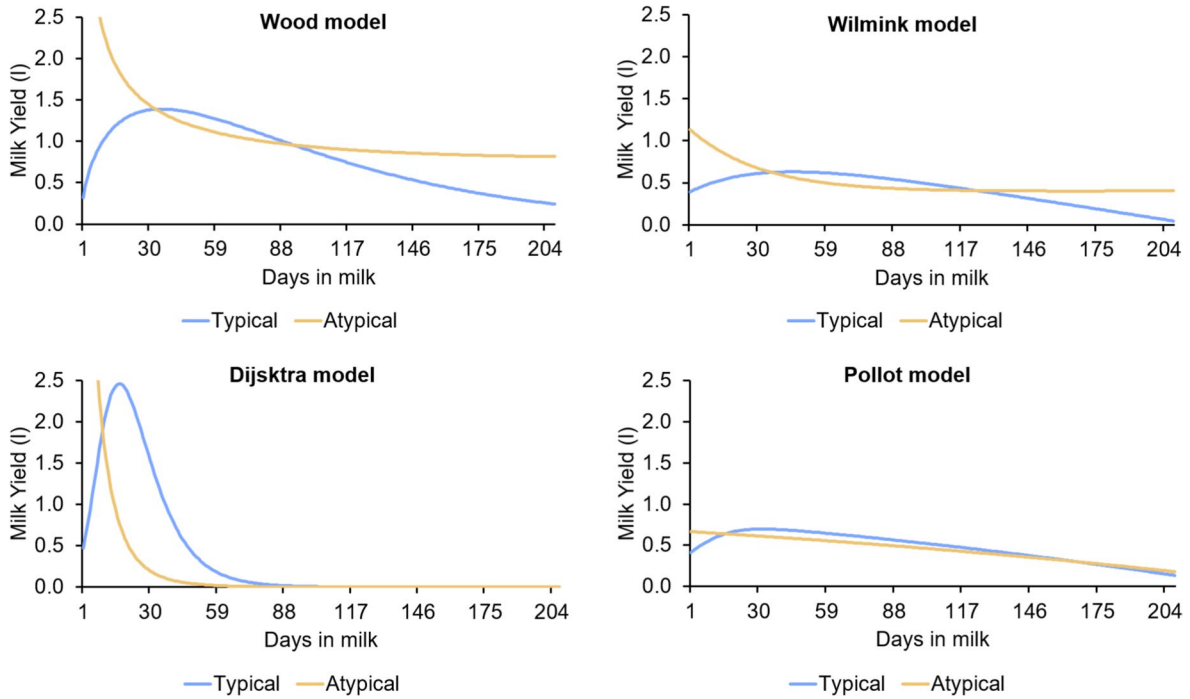 Wood model
Milk Yield (l)
2.5
2.0
1.5
1.0
0.5
0.0
1 30 59 88 117 146 175 204
Days in milk
Typical Atypical
Wilmink model
Milk Yield (l)
2.5
2.0
1.5
1.0
0.5
0.0
1 30 59 88 117 146 175 204
Days in milk
Typical Atypical
Dijsktra model
Milk Yield (l)
2.5
2.0
1.5
1.0
0.5
0.0
1 30 59 88 117 146 175 204
Days in milk
Typical Atypical
Pollot model
Milk Yield (l)
2.5
2.0
1.5
1.0
0.5
0.0
1 30 59 88 117 146 175 204
Days in milk
Typical Atypical